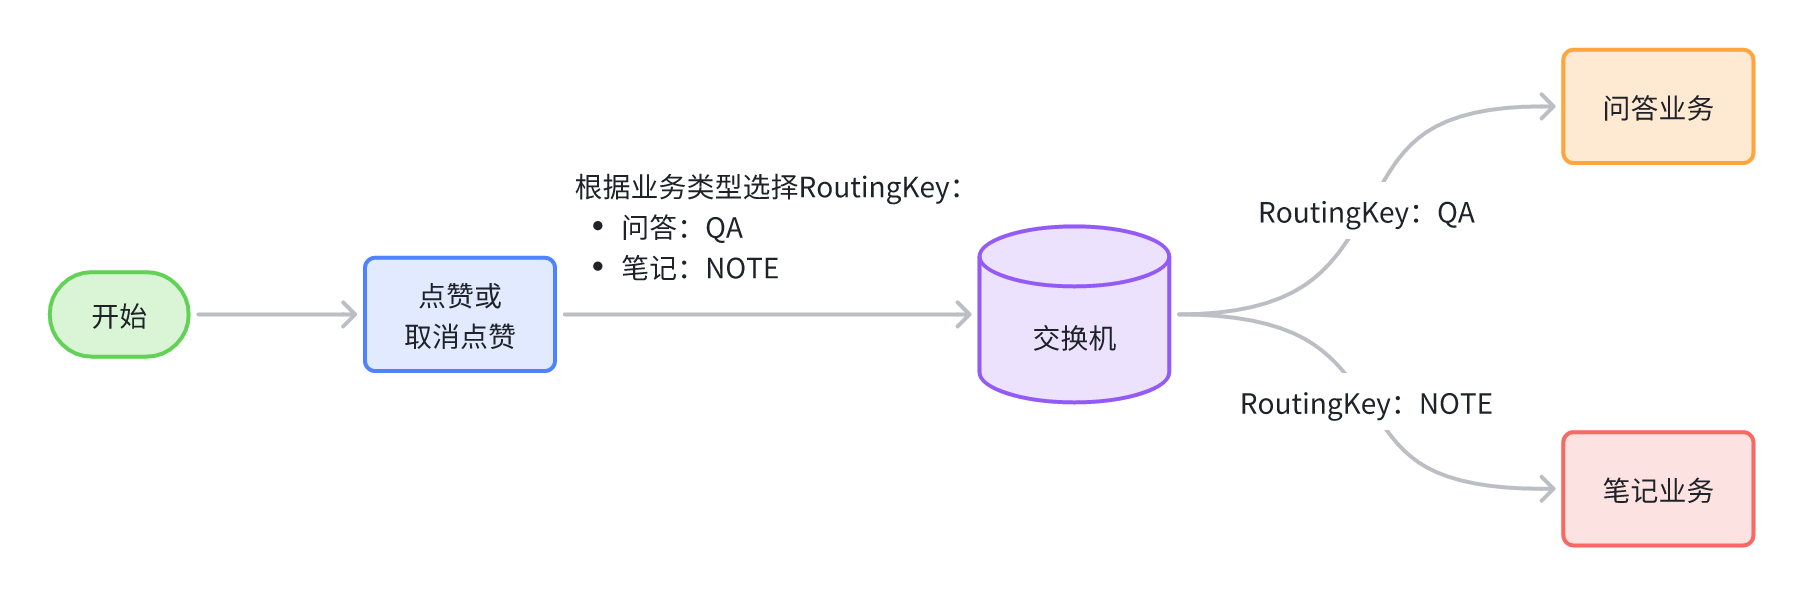 开始
点赞或
取消点赞
根据业务类型选择RoutingKey：
• 问答：QA
• 笔记：NOTE
交换机
RoutingKey：QA
RoutingKey：NOTE
问答业务
笔记业务